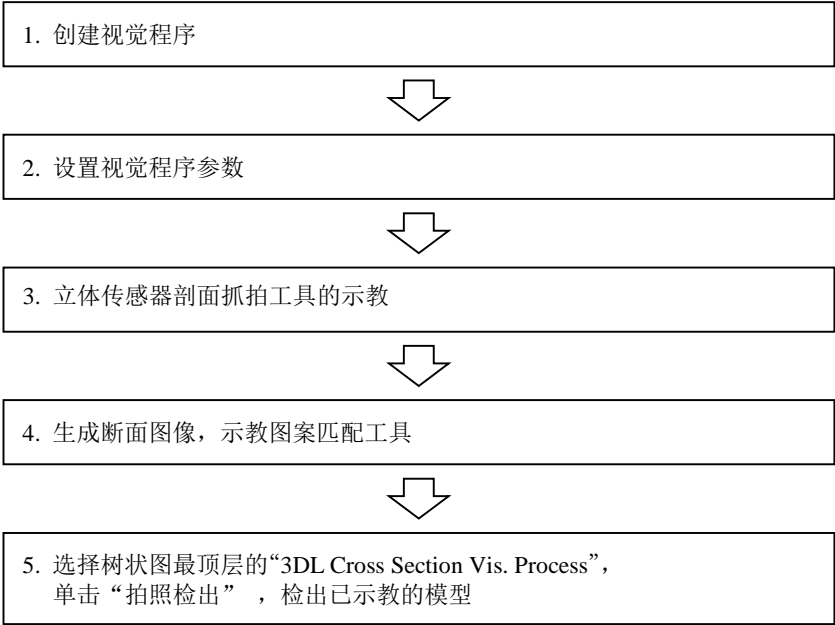 1. 创建视觉程序
2. 设置视觉程序参数
3. 立体传感器剖面抓拍工具的示教
4. 生成断面图像，示教图案匹配工具
5. 选择树状图最顶层的“3DL Cross Section Vis. Process”，
单击“拍照检出” ，检出已示教的模型